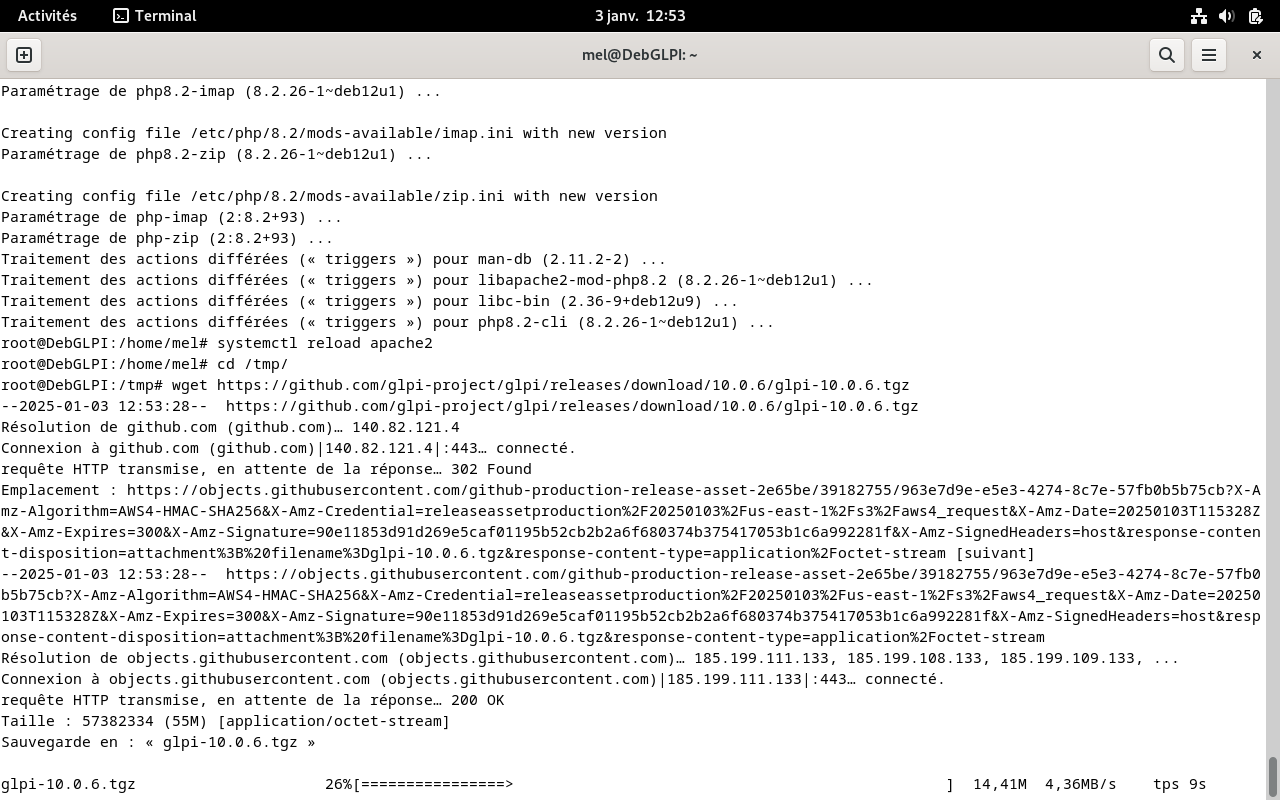 Activités
Terminal
3 janv. 12:53
mel@DebGLPI: ~
Paramétrage de php8.2-imap (8.2.26-1~deb12u1) ...
Creating config file /etc/php/8.2/mods-available/imap.ini with new version
Paramétrage de php8.2-zip (8.2.26-1~deb12u1) ...
Creating config file /etc/php/8.2/mods-available/zip.ini with new version
Paramétrage de php-imap (2:8.2+93) ...
Paramétrage de php-zip (2:8.2+93) ...
Traitement des actions différées (« triggers ») pour man-db (2.11.2-2) ...
Traitement des actions différées (« triggers ») pour libapache2-mod-php8.2 (8.2.26-1~deb12u1) ...
Traitement des actions différées (« triggers ») pour libc-bin (2.36-9+deb12u9) ...
Traitement des actions différées (« triggers ») pour php8.2-cli (8.2.26-1~deb12u1) ...
root@DebGLPI:/home/mel# systemctl reload apache2
root@DebGLPI:/home/mel# cd /tmp/
root@DebGLPI:/tmp# wget https://github.com/glpi-project/glpi/releases/download/10.0.6/glpi-10.0.6.tgz
--2025-01-03 12:53:28--  https://github.com/glpi-project/glpi/releases/download/10.0.6/glpi-10.0.6.tgz
Résolution de github.com (github.com)… 140.82.121.4
Connexion à github.com (github.com)|140.82.121.4|:443… connecté.
requête HTTP transmise, en attente de la réponse… 302 Found
Emplacement : https://objects.githubusercontent.com/github-production-release-asset-2e65be/39182755/963e7d9e-e5e3-4274-8c7e-57fb0b5b75cb?X-A
mz-Algorithm=AWS4-HMAC-SHA256&X-Amz-Credential=releaseassetproduction%2F20250103%2Fus-east-1%2Fs3%2Faws4_request&X-Amz-Date=20250103T115328Z
&X-Amz-Expires=300&X-Amz-Signature=90e11853d91d269e5caf01195b52cb2b2a6f680374b375417053b1c6a992281f&X-Amz-SignedHeaders=host&response-conten
t-disposition=attachment%3B%20filename%3Dglpi-10.0.6.tgz&response-content-type=application%2Foctet-stream [suivant]
--2025-01-03 12:53:28--  https://objects.githubusercontent.com/github-production-release-asset-2e65be/39182755/963e7d9e-e5e3-4274-8c7e-57fb0
b5b75cb?X-Amz-Algorithm=AWS4-HMAC-SHA256&X-Amz-Credential=releaseassetproduction%2F20250103%2Fus-east-1%2Fs3%2Faws4_request&X-Amz-Date=20250
103T115328Z&X-Amz-Expires=300&X-Amz-Signature=90e11853d91d269e5caf01195b52cb2b2a6f680374b375417053b1c6a992281f&X-Amz-SignedHeaders=host&resp
onse-content-disposition=attachment%3B%20filename%3Dglpi-10.0.6.tgz&response-content-type=application%2Foctet-stream
Résolution de objects.githubusercontent.com (objects.githubusercontent.com)… 185.199.111.133, 185.199.108.133, 185.199.109.133, ...
Connexion à objects.githubusercontent.com (objects.githubusercontent.com)|185.199.111.133|:443… connecté.
requête HTTP transmise, en attente de la réponse… 200 OK
Taille : 57382334 (55M) [application/octet-stream]
Sauvegarde en : « glpi-10.0.6.tgz »
glpi-10.0.6.tgz                     26%[================>                                                ]  14,41M  4,36MB/s    tps 9s